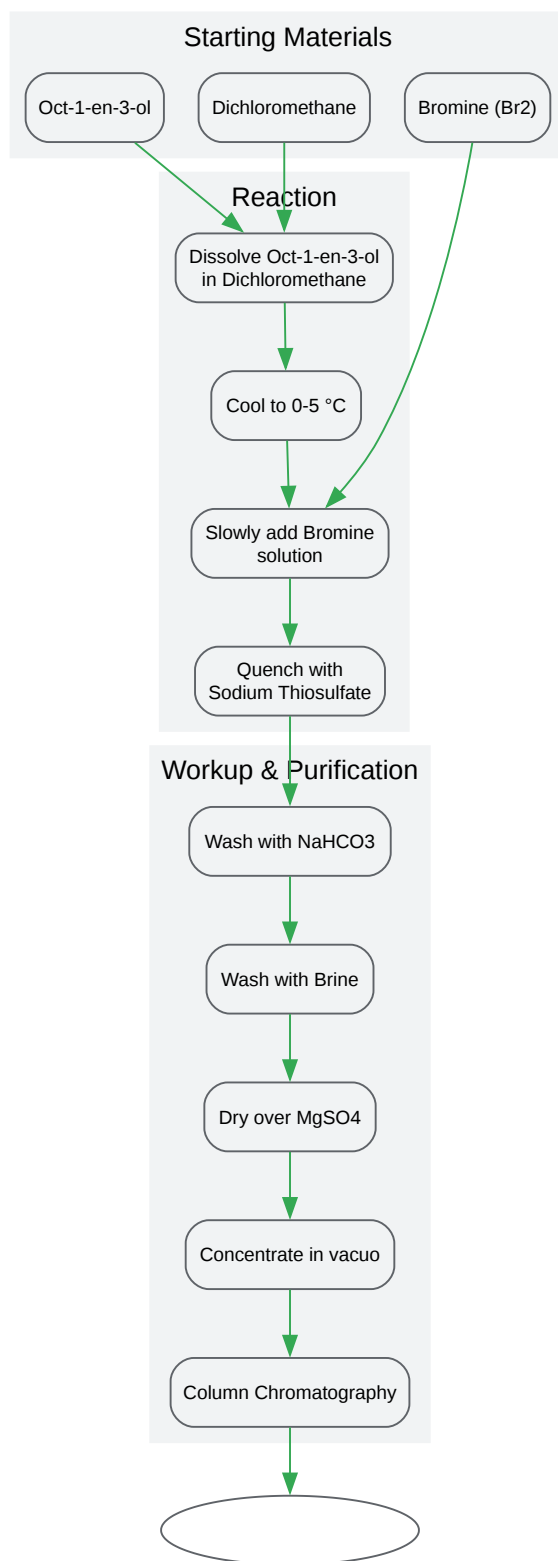 Starting Materials
Oct-1-en-3-ol
Dichloromethane
Bromine (Br2)
Reaction
Dissolve Oct-1-en-3-ol
in Dichloromethane
Cool to 0-5 °C
Slowly add Bromine
solution
Quench with
Sodium Thiosulfate
Workup & Purification
Wash with NaHCO3
Wash with Brine
Dry over MgSO4
Concentrate in vacuo
Column Chromatography